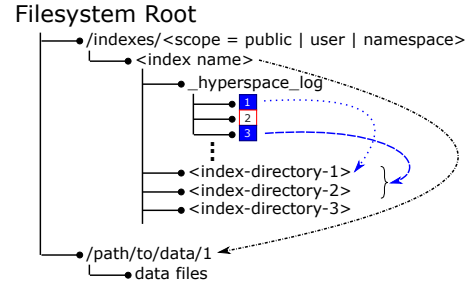 Filesystem Root
/indexes/<scope = public | user | namespace>
<index name>
_hyperspace_log
1
2
3
<index-directory-1>
<index-directory-2>
<index-directory-3>
/path/to/data/1
data files